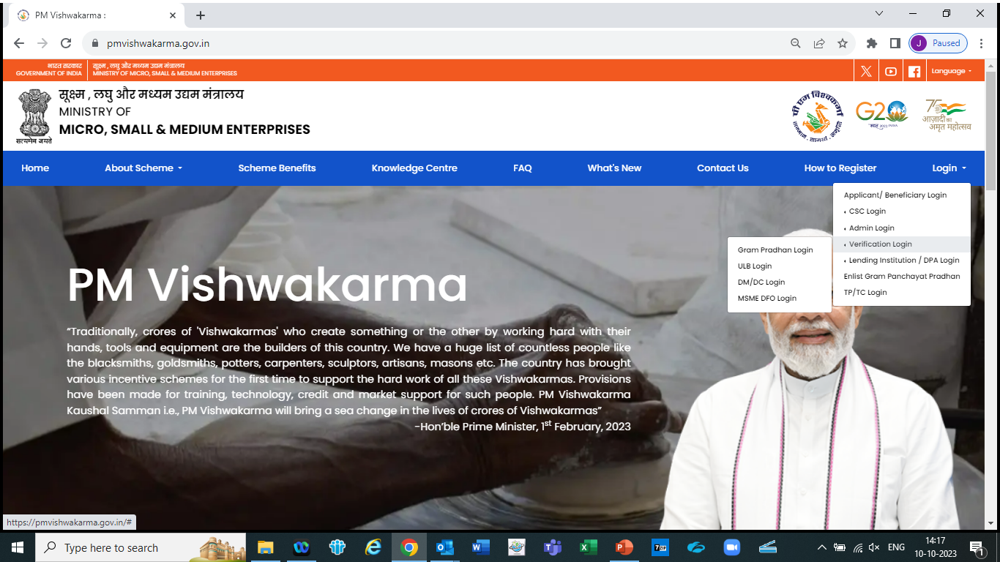 PM Vishwakarma :
pmvishwakarma.gov.in
J Paused
भारत सरकार
GOVERNMENT OF INDIA
सूक्ष्म , लघु और मध्यम उद्यम मंत्रालय
MINISTRY OF MICRO, SMALL & MEDIUM ENTERPRISES
Language
सूक्ष्म , लघु और मध्यम उद्यम मंत्रालय
MINISTRY OF
MICRO, SMALL & MEDIUM ENTERPRISES
सत्यमेव जयते
पी एम विश्वकर्मा
सम्मान सामर्थ्य समृद्धि
G20
आज़ादी का
अमृत महोत्सव
Home About Scheme Scheme Benefits Knowledge Centre FAQ What's New Contact Us How to Register Login
Applicant/ Beneficiary Login
CSC Login
Admin Login
Verification Login
Lending Institution / DPA Login
Enlist Gram Panchayat Pradhan
TP/TC Login
Gram Pradhan Login
ULB Login
DM/DC Login
MSME DFO Login
PM Vishwakarma
“Traditionally, crores of 'Vishwakarmas' who create something or the other by working hard with their
hands, tools and equipment are the builders of this country. We have a huge list of countless people like
the blacksmiths, goldsmiths, potters, carpenters, sculptors, artisans, masons etc. The country has brought
various incentive schemes for the first time to support the hard work of all these Vishwakarmas. Provisions
have been made for training, technology, credit and market support for such people. PM Vishwakarma
Kaushal Samman i.e., PM Vishwakarma will bring a sea change in the lives of crores of Vishwakarmas”
-Hon’ble Prime Minister, 1st February, 2023
https://pmvishwakarma.gov.in/#
Type here to search
ENG
14:17
10-10-2023
1